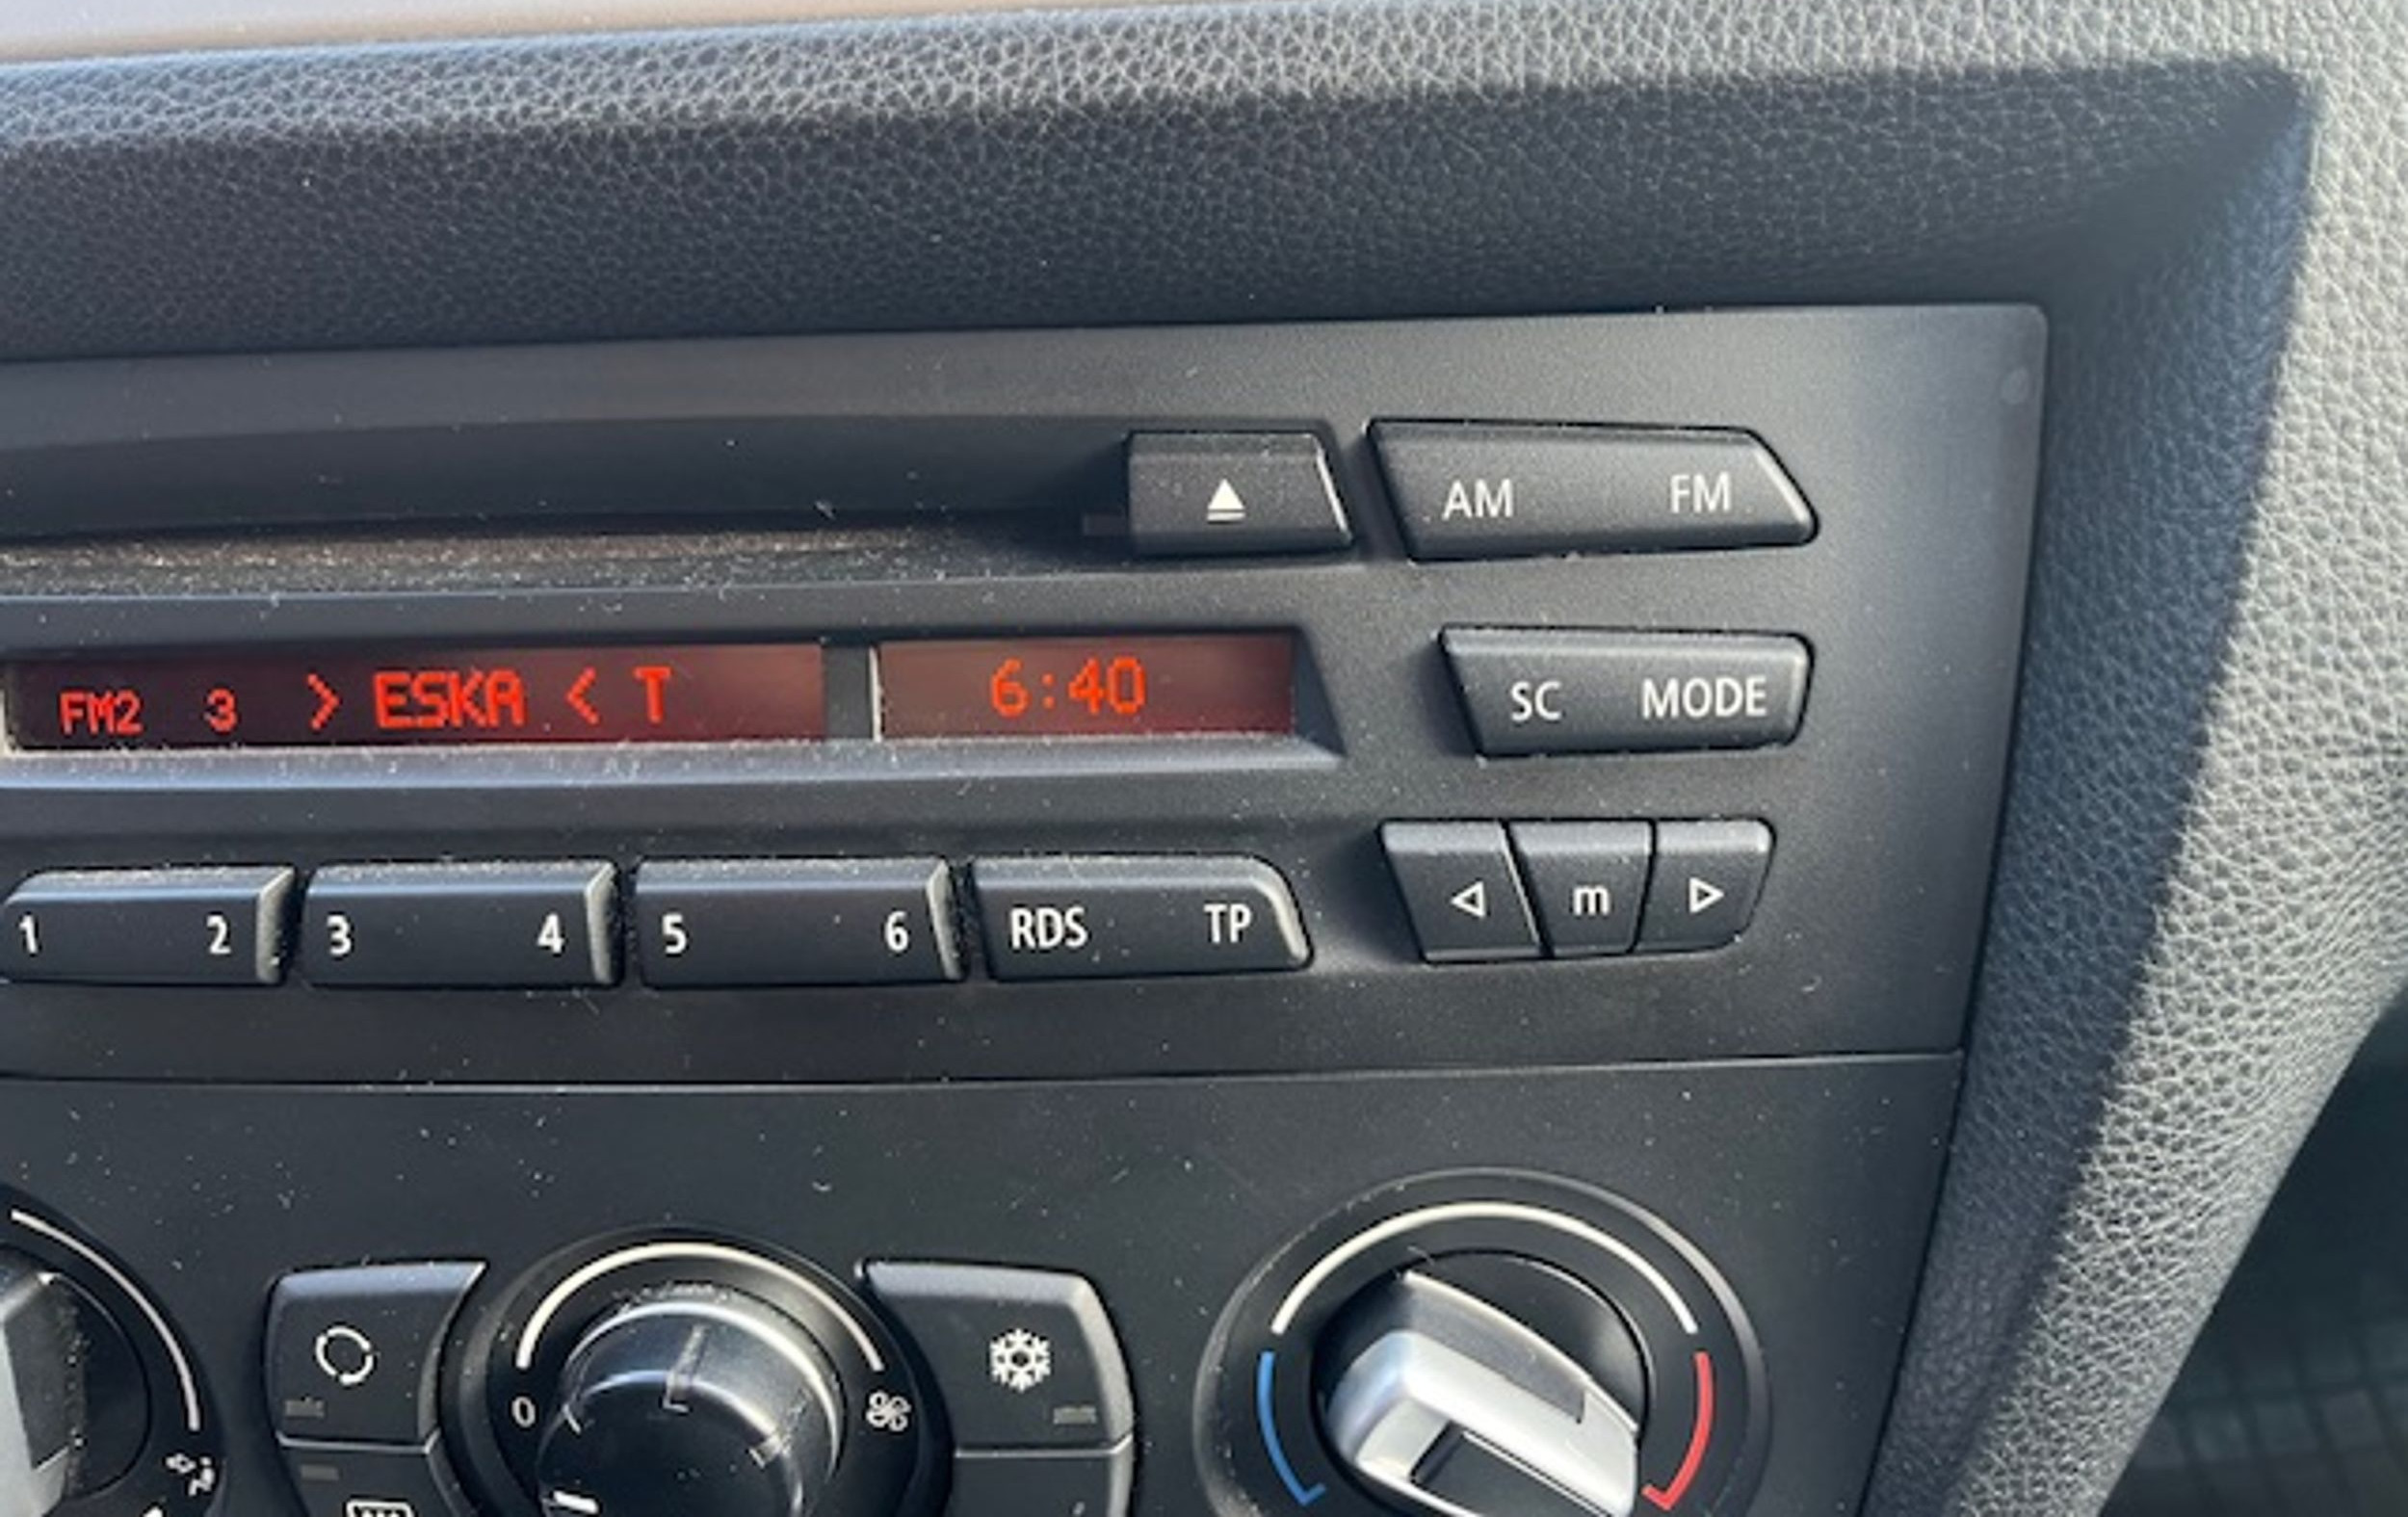 AM FM
FM2 3 > ESKA < T 6:40
SC MODE
1 2 3 4 5 6 RDS TP m
0